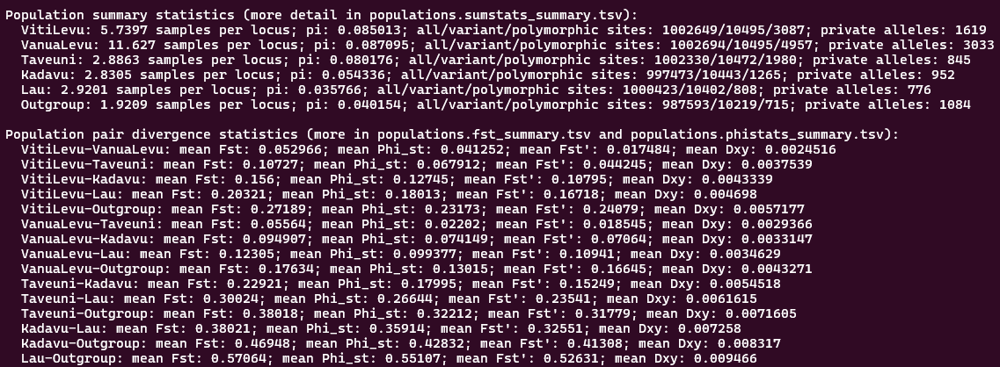 Population summary statistics (more detail in populations.sumstats_summary.tsv):
  VitiLevu: 5.7397 samples per locus; pi: 0.085013; all/variant/polymorphic sites: 1002649/10495/3087; private alleles: 1619
  VanuaLevu: 11.627 samples per locus; pi: 0.087095; all/variant/polymorphic sites: 1002694/10495/4957; private alleles: 3033
  Taveuni: 2.8863 samples per locus; pi: 0.080176; all/variant/polymorphic sites: 1002330/10472/1980; private alleles: 845
  Kadavu: 2.8305 samples per locus; pi: 0.054336; all/variant/polymorphic sites: 997473/10443/1265; private alleles: 952
  Lau: 2.9201 samples per locus; pi: 0.035766; all/variant/polymorphic sites: 1000423/10402/808; private alleles: 776
  Outgroup: 1.9209 samples per locus; pi: 0.040154; all/variant/polymorphic sites: 987593/10219/715; private alleles: 1084

Population pair divergence statistics (more in populations.fst_summary.tsv and populations.phistats_summary.tsv):
  VitiLevu-VanuaLevu: mean Fst: 0.052966; mean Phi_st: 0.041252; mean Fst': 0.017484; mean Dxy: 0.0024516
  VitiLevu-Taveuni: mean Fst: 0.10727; mean Phi_st: 0.067912; mean Fst': 0.044245; mean Dxy: 0.0037539
  VitiLevu-Kadavu: mean Fst: 0.156; mean Phi_st: 0.12745; mean Fst': 0.10795; mean Dxy: 0.0043339
  VitiLevu-Lau: mean Fst: 0.20321; mean Phi_st: 0.18013; mean Fst': 0.16718; mean Dxy: 0.004698
  VitiLevu-Outgroup: mean Fst: 0.27189; mean Phi_st: 0.23173; mean Fst': 0.24079; mean Dxy: 0.0057177
  VanuaLevu-Taveuni: mean Fst: 0.05564; mean Phi_st: 0.02202; mean Fst': 0.018545; mean Dxy: 0.0029366
  VanuaLevu-Kadavu: mean Fst: 0.094907; mean Phi_st: 0.074149; mean Fst': 0.07064; mean Dxy: 0.0033147
  VanuaLevu-Lau: mean Fst: 0.12305; mean Phi_st: 0.099377; mean Fst': 0.10941; mean Dxy: 0.0034629
  VanuaLevu-Outgroup: mean Fst: 0.17634; mean Phi_st: 0.13015; mean Fst': 0.16645; mean Dxy: 0.0043271
  Taveuni-Kadavu: mean Fst: 0.22921; mean Phi_st: 0.17995; mean Fst': 0.15249; mean Dxy: 0.0054518
  Taveuni-Lau: mean Fst: 0.30024; mean Phi_st: 0.26644; mean Fst': 0.23541; mean Dxy: 0.0061615
  Taveuni-Outgroup: mean Fst: 0.38018; mean Phi_st: 0.32212; mean Fst': 0.31779; mean Dxy: 0.0071605
  Kadavu-Lau: mean Fst: 0.38021; mean Phi_st: 0.35914; mean Fst': 0.32551; mean Dxy: 0.007258
  Kadavu-Outgroup: mean Fst: 0.46948; mean Phi_st: 0.42832; mean Fst': 0.41308; mean Dxy: 0.008317
  Lau-Outgroup: mean Fst: 0.57064; mean Phi_st: 0.55107; mean Fst': 0.52631; mean Dxy: 0.009466